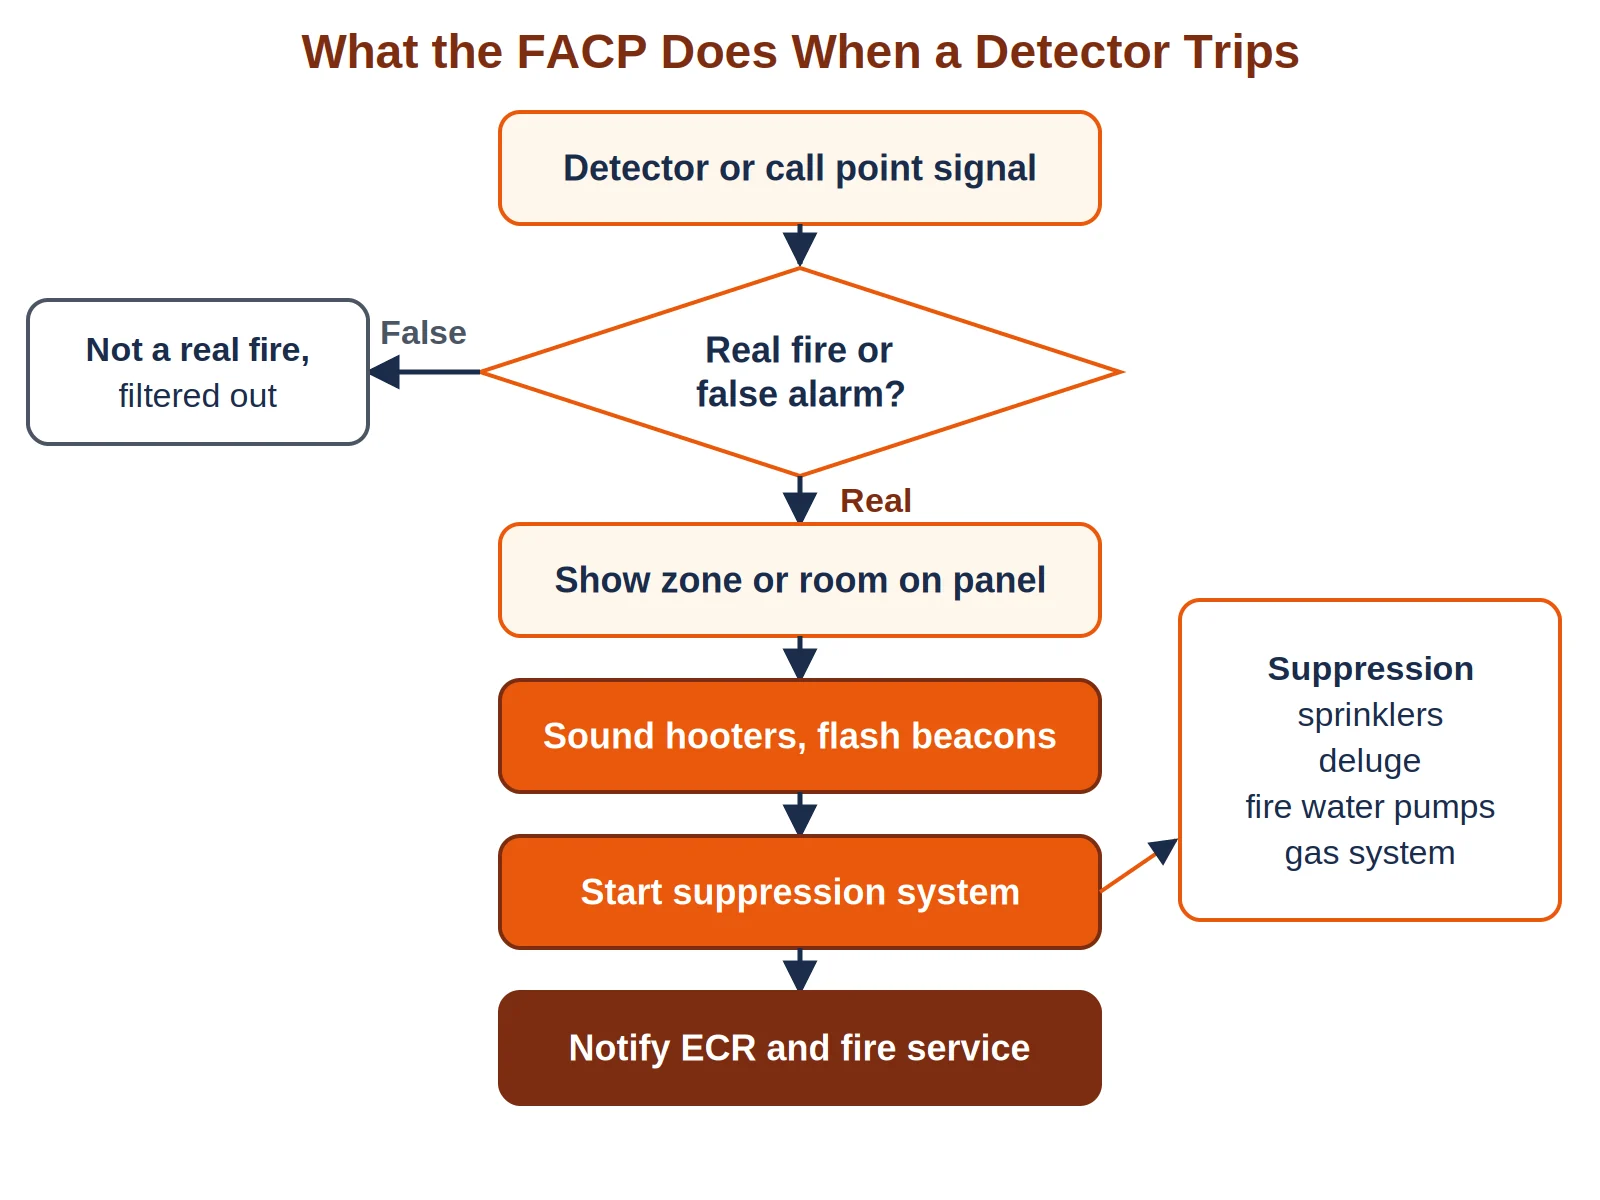 What the FACP Does When a Detector Trips
Detector or call point signal
Real fire or
false alarm?
False
Not a real fire,
filtered out
Real
Show zone or room on panel
Sound hooters, flash beacons
Start suppression system
Suppression
sprinklers
deluge
fire water pumps
gas system
Notify ECR and fire service